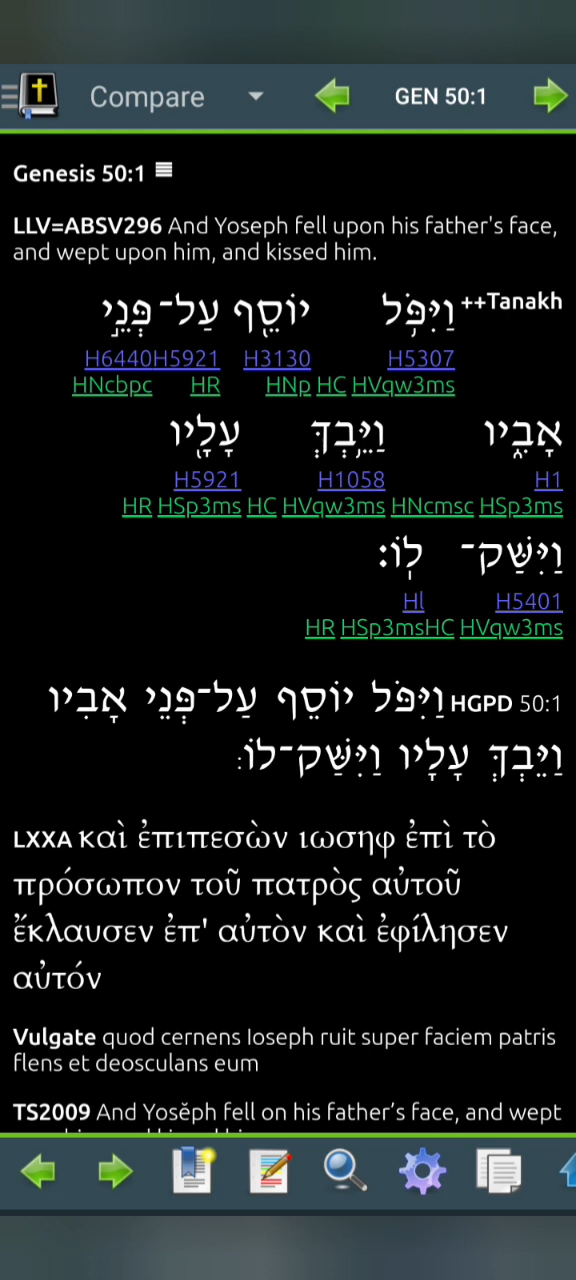 Compare
GEN 50:1
Genesis 50:1
LLV=ABSV296 And Yoseph fell upon his father's face,
and wept upon him, and kissed him.
++Tanakh וַיִּפֹּ֥ל יוֹסֵ֖ף עַל־ פְּנֵ֣י
H6440H5921 H3130 H5307
HNcbpc HR HNp HC HVqw3ms
אָבִ֑יו וַיֵּ֥בְךְּ עָלָ֖יו
H5921 H1058 H1
HR HSp3ms HC HVqw3ms HNcmsc HSp3ms
וַיִּשַּׁק־ לֽוֹ׃
Hl H5401
HR HSp3msHC HVqw3ms
HGPD 50:1 וַיִּפֹּל יוֹסֵף עַל־פְּנֵי אָבִיו
וַיֵּבְךְּ עָלָיו וַיִּשַּׁק־לוֹ׃
LXXA καὶ ἐπιπεσὼν ιωσηφ ἐπὶ τὸ
πρόσωπον τοῦ πατρὸς αὐτοῦ
ἔκλαυσεν ἐπ' αὐτὸν καὶ ἐφίλησεν
αὐτόν
Vulgate quod cernens Ioseph ruit super faciem patris
flens et deosculans eum
TS2009 And Yosĕph fell on his father’s face, and wept